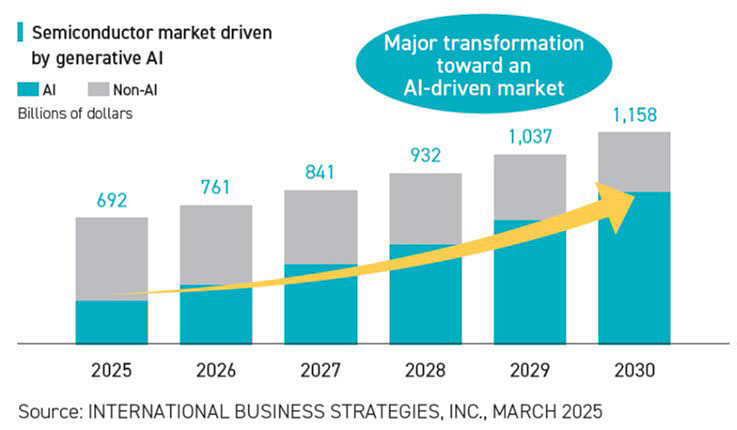 Semiconductor market driven
by generative AI
AI Non-AI
Billions of dollars
Major transformation
toward an
AI-driven market
692 761 841 932 1,037 1,158
2025 2026 2027 2028 2029 2030
Source: INTERNATIONAL BUSINESS STRATEGIES, INC., MARCH 2025